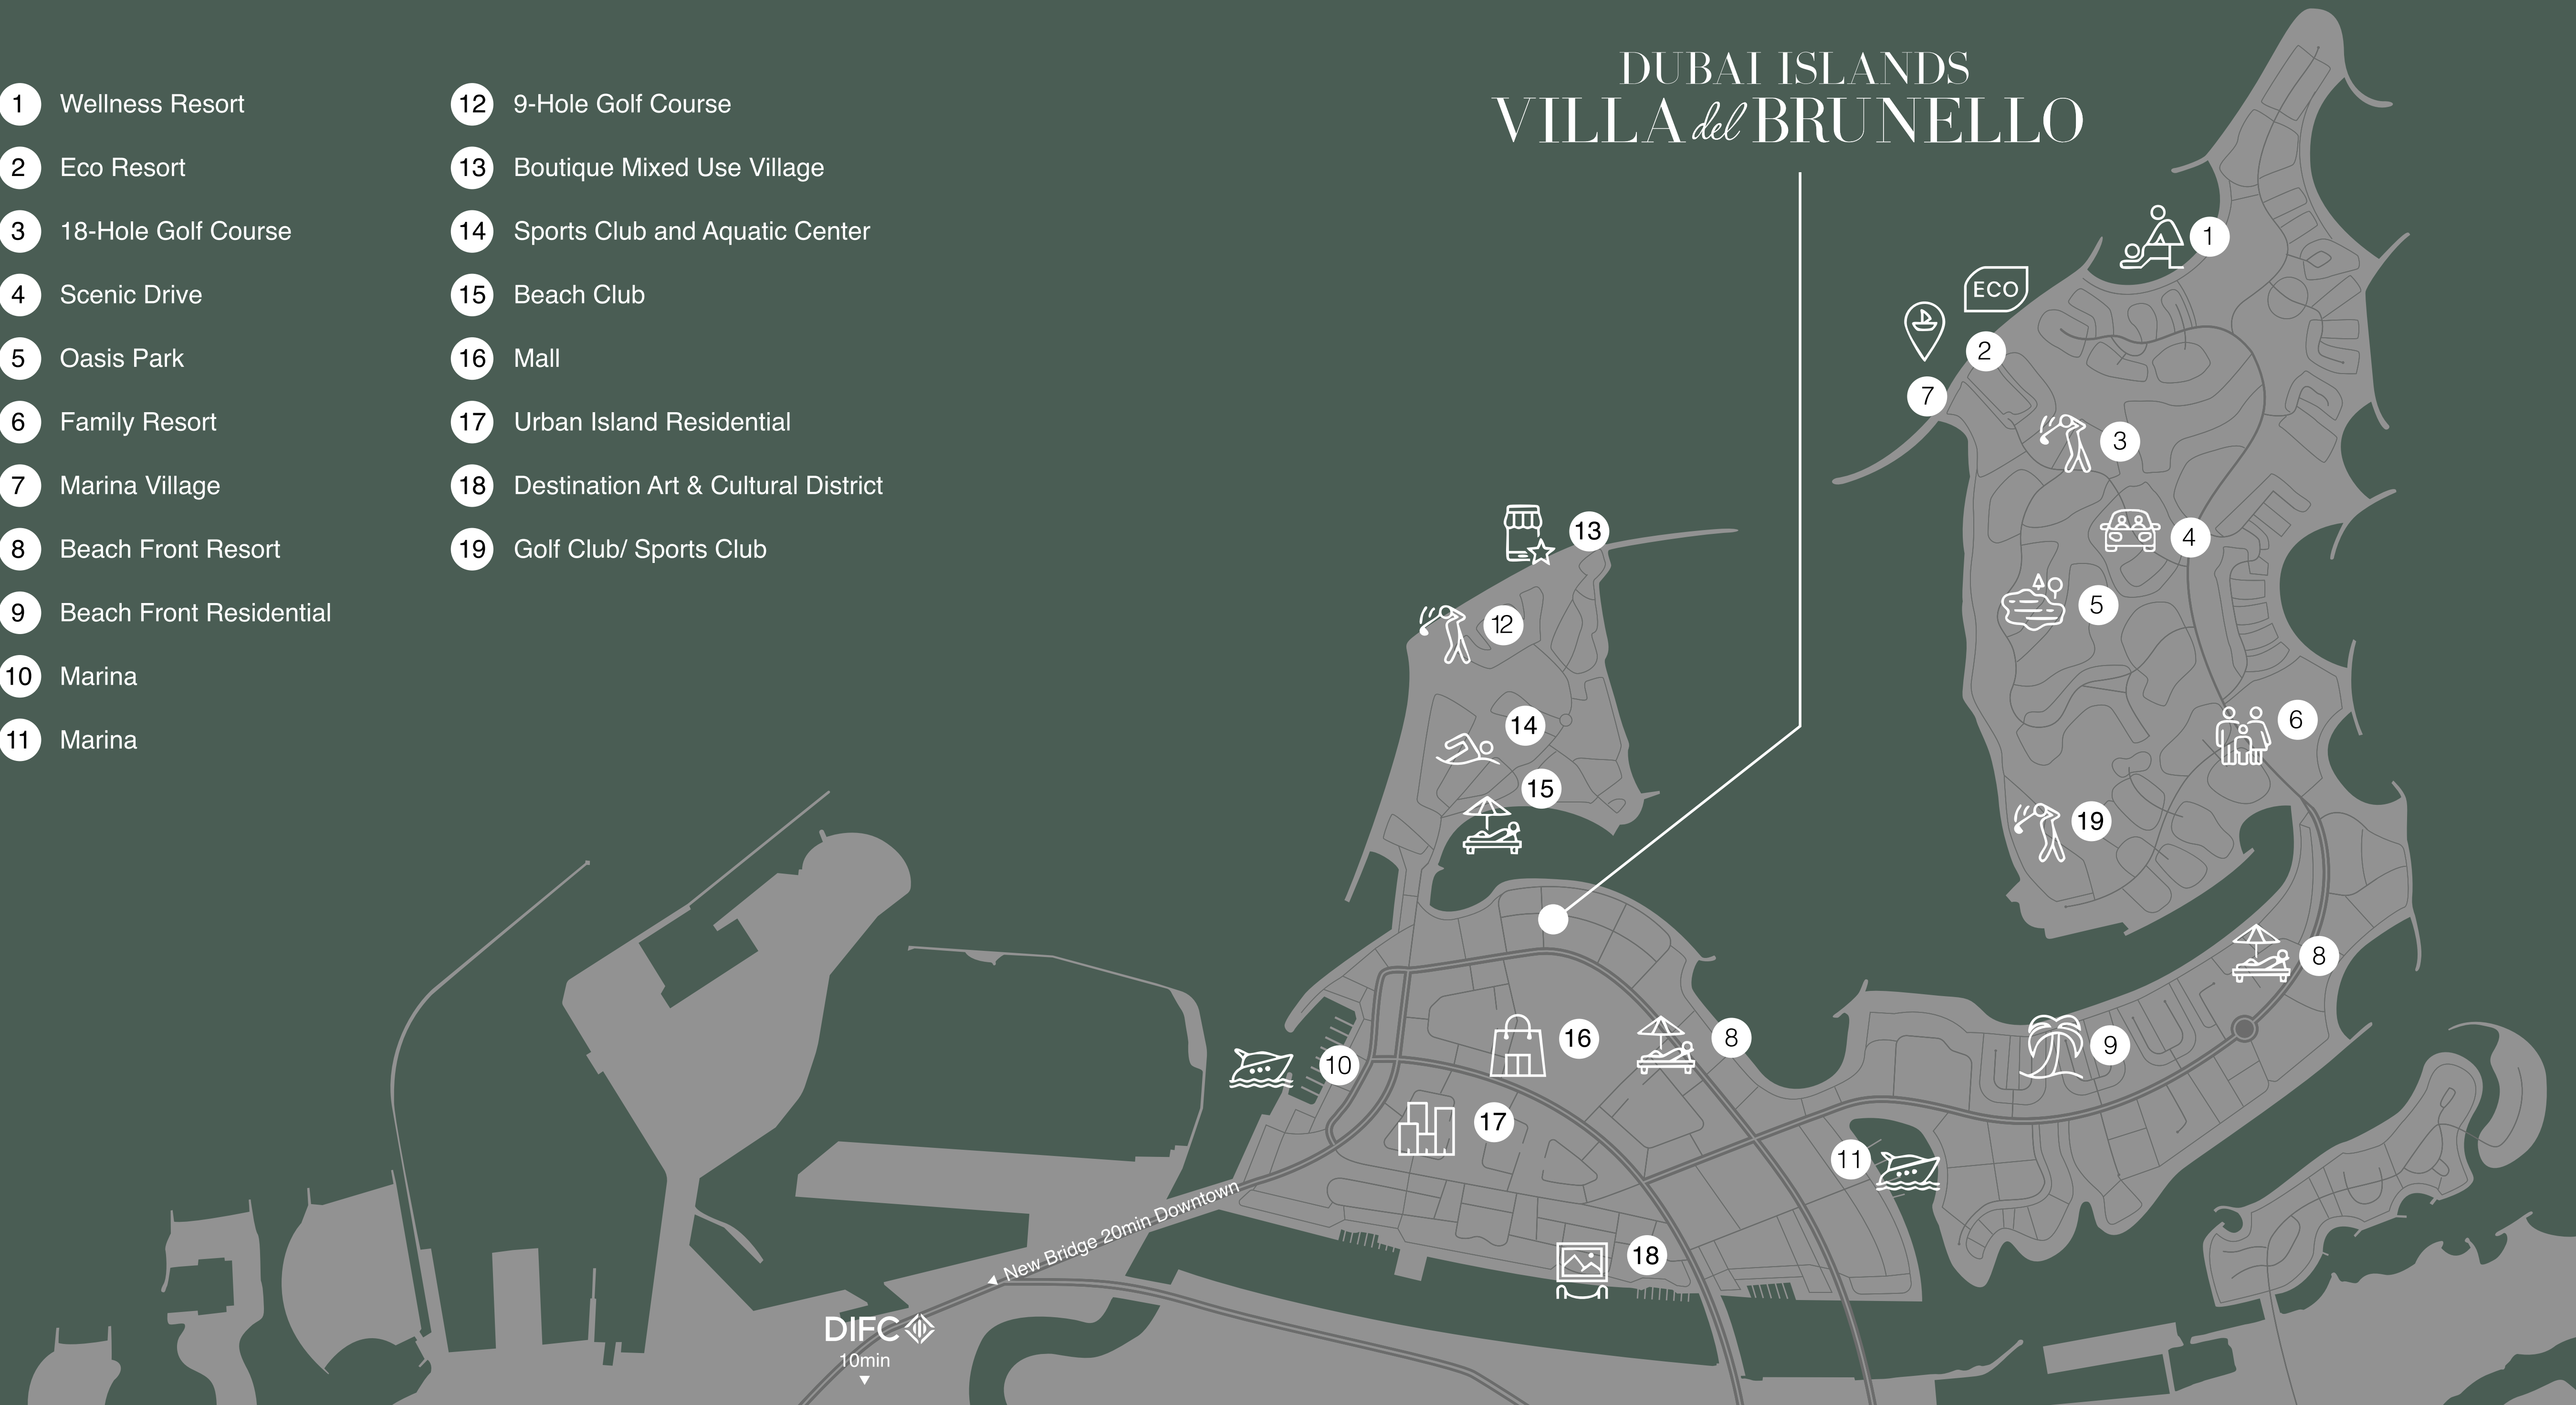 DUBAI ISLANDS
VILLA del BRUNELLO
1 Wellness Resort
2 Eco Resort
3 18-Hole Golf Course
4 Scenic Drive
5 Oasis Park
6 Family Resort
7 Marina Village
8 Beach Front Resort
9 Beach Front Residential
10 Marina
11 Marina
12 9-Hole Golf Course
13 Boutique Mixed Use Village
14 Sports Club and Aquatic Center
15 Beach Club
16 Mall
17 Urban Island Residential
18 Destination Art & Cultural District
19 Golf Club/ Sports Club
1
ECO
2
7
3
13
4
5
12
6
14
15
19
8
16
8
9
10
17
11
New Bridge 20min Downtown
18
DIFC
10min